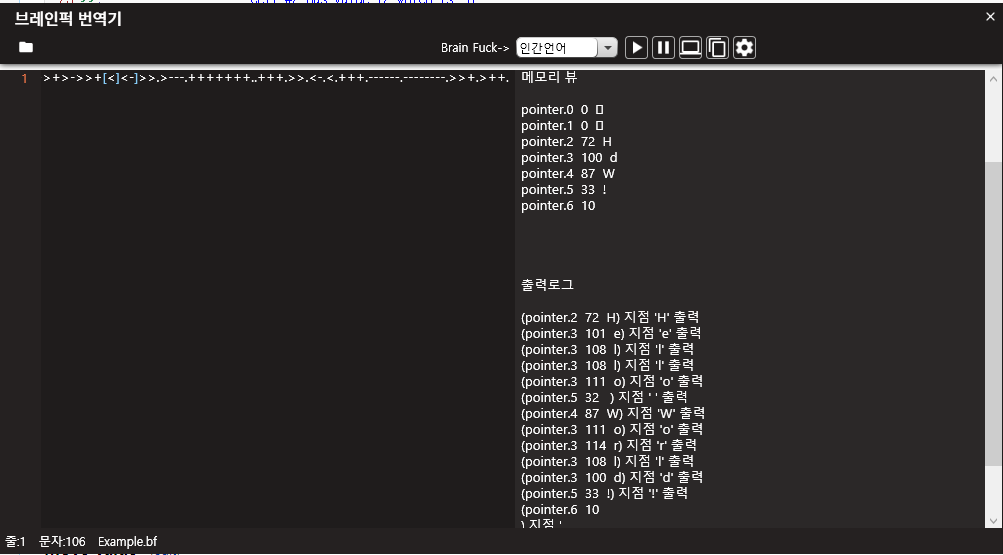 브레인퍽 번역기
Brain Fuck-> 인간언어
1 >+>->>+[<]<-]>>.>---.+++++++..+++.>>.<-.<.+++.------.--------.>>+.>++.
메모리 뷰
pointer.0 0 []
pointer.1 0 []
pointer.2 72 H
pointer.3 100 d
pointer.4 87 W
pointer.5 33 !
pointer.6 10
출력로그
(pointer.2 72 H) 지점 'H' 출력
(pointer.3 101 e) 지점 'e' 출력
(pointer.3 108 l) 지점 'l' 출력
(pointer.3 108 l) 지점 'l' 출력
(pointer.3 111 o) 지점 'o' 출력
(pointer.5 32 ) 지점 ' ' 출력
(pointer.4 87 W) 지점 'W' 출력
(pointer.3 111 o) 지점 'o' 출력
(pointer.3 114 r) 지점 'r' 출력
(pointer.3 108 l) 지점 'l' 출력
(pointer.3 100 d) 지점 'd' 출력
(pointer.5 33 !) 지점 '!' 출력
(pointer.6 10
) 지점 '
줄:1 문자:106 Example.bf